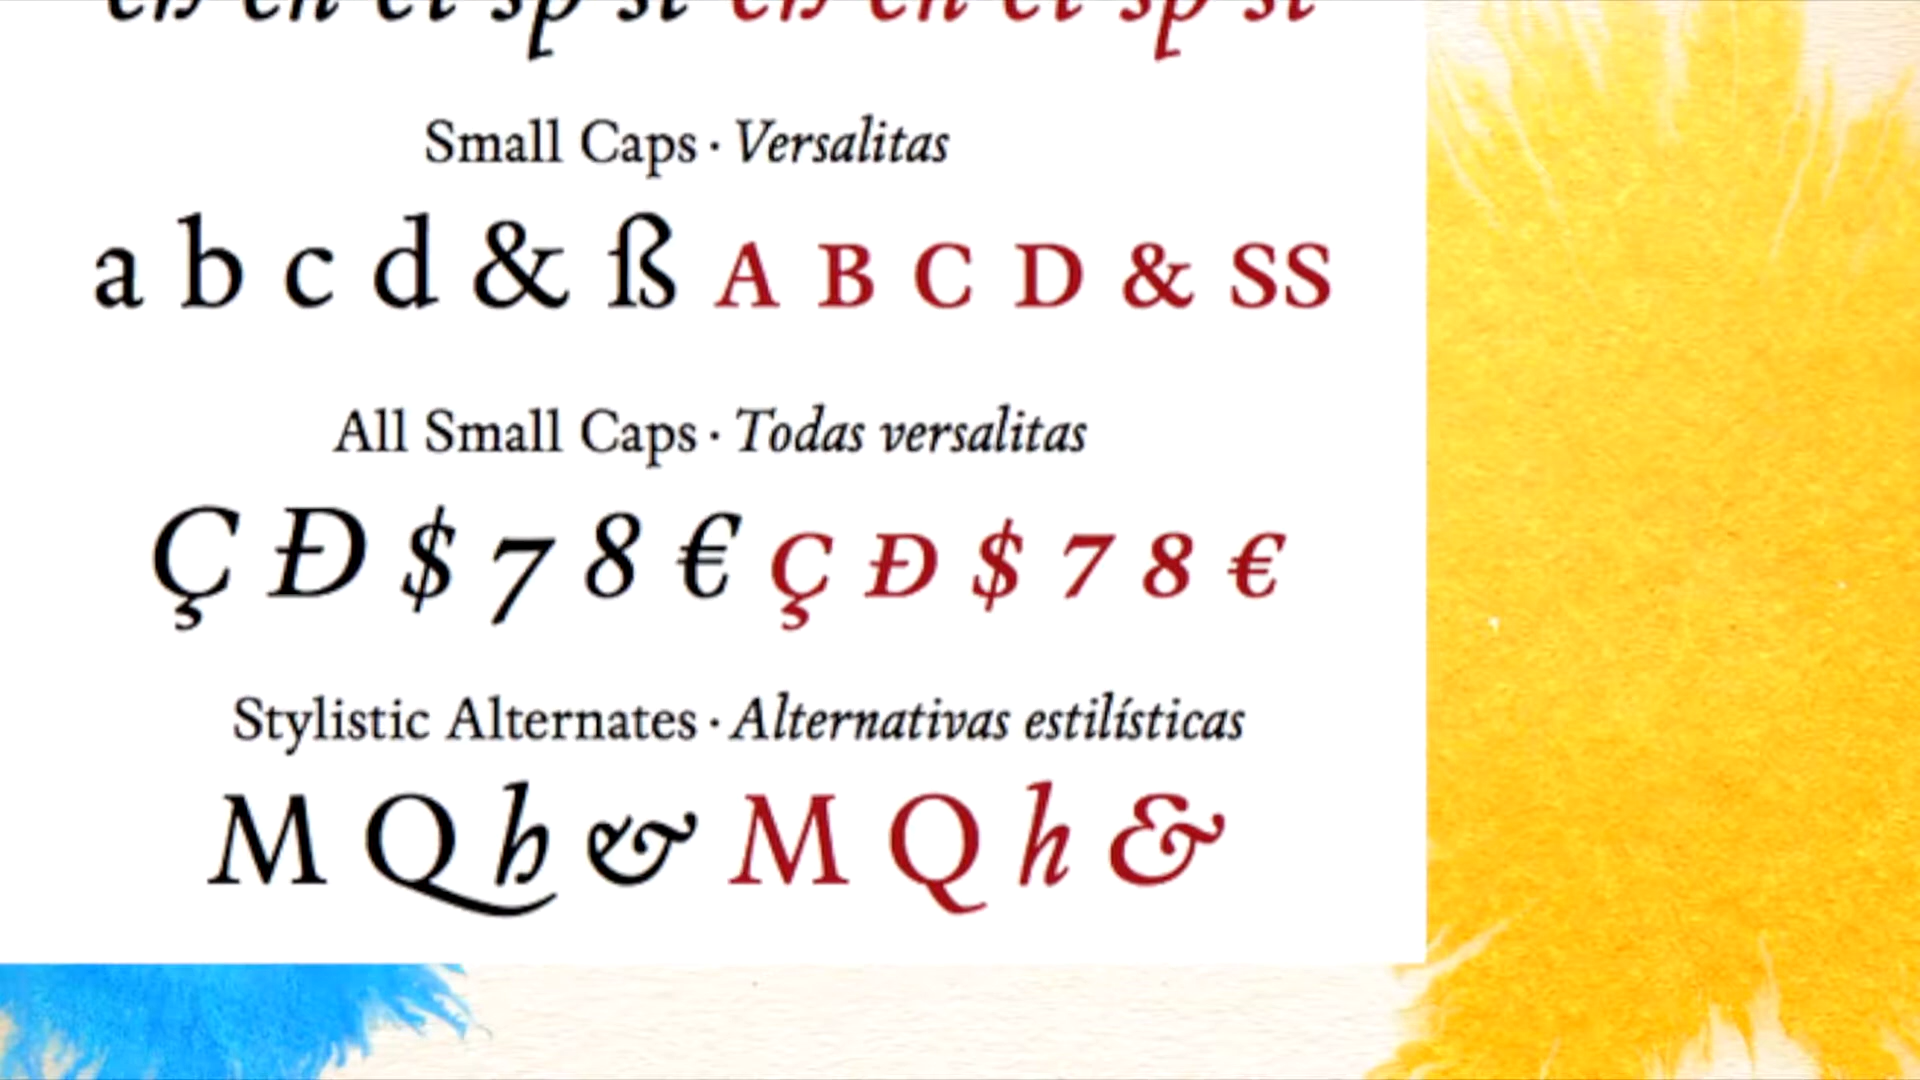 Small Caps · Versalitas
a b c d & ß A B C D & SS
All Small Caps · Todas versalitas
Ç Đ $ 7 8 € Ç Đ $ 7 8 €
Stylistic Alternates · Alternativas estilísticas
M Q h & M Q h &